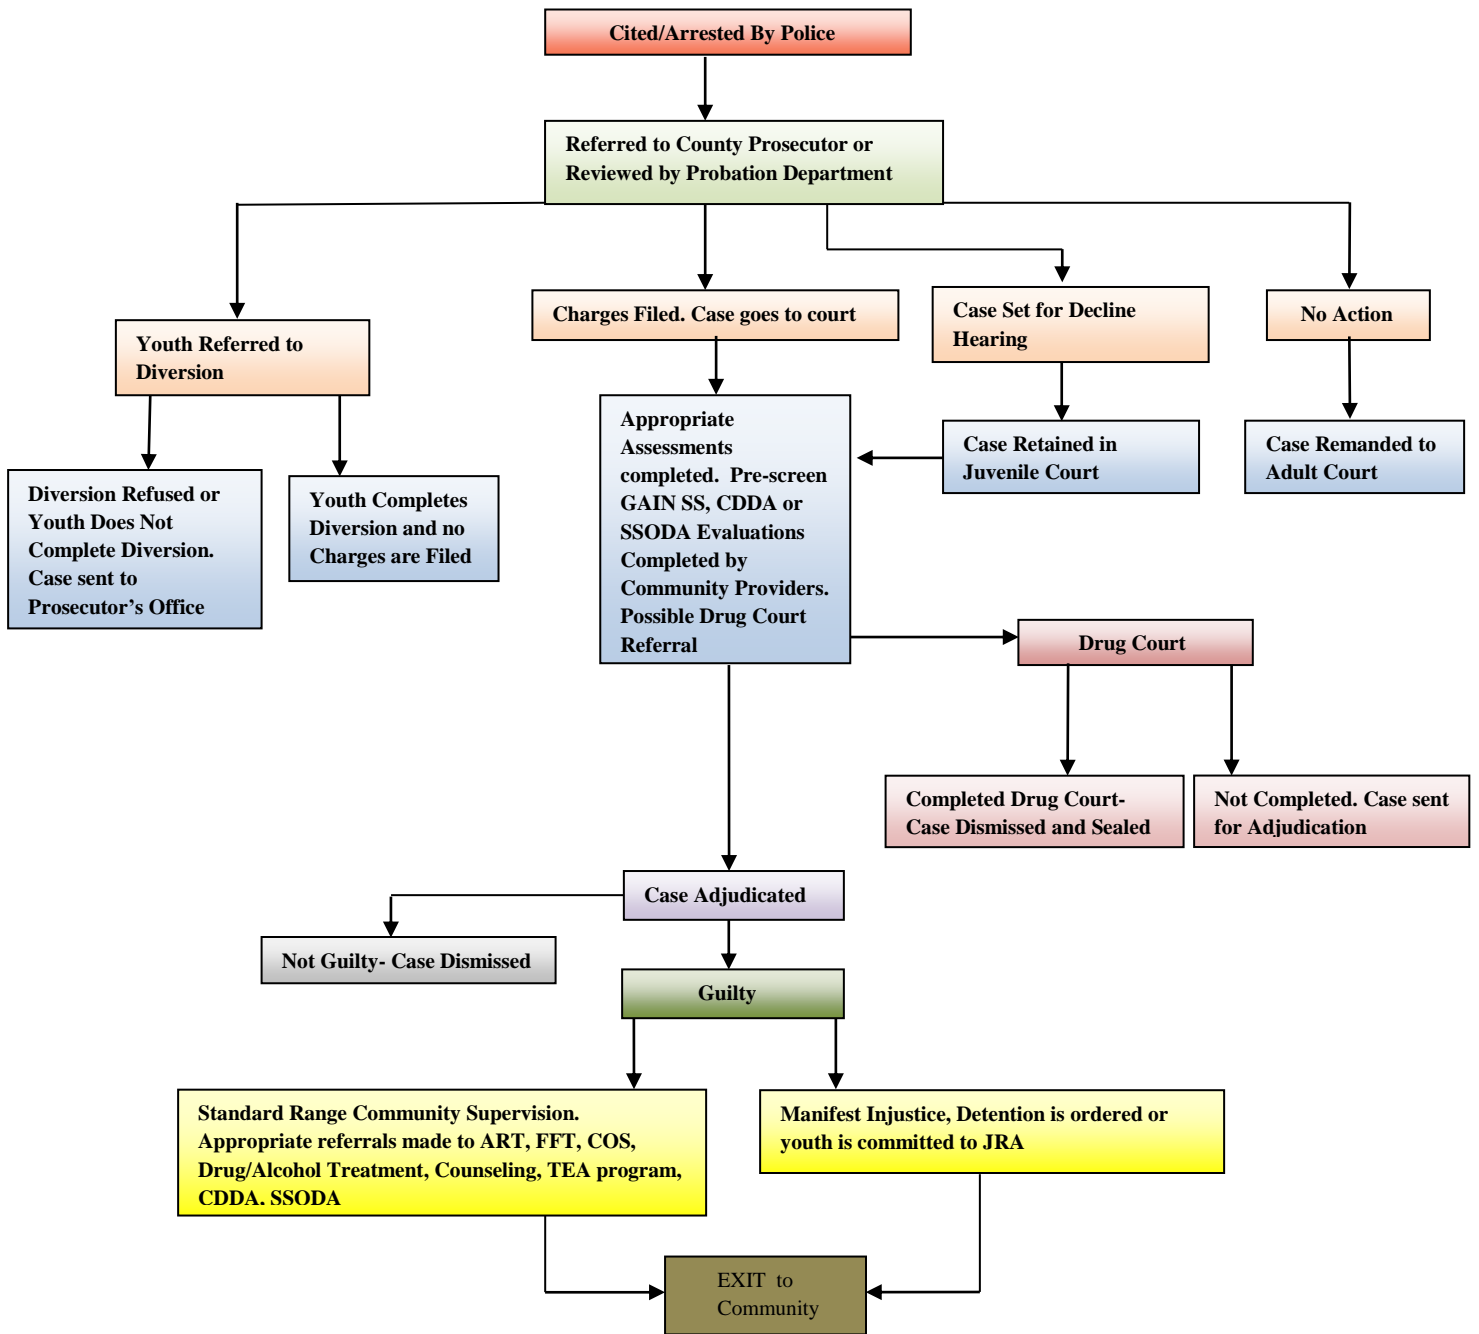 Cited/Arrested By Police
Referred to County Prosecutor or
Reviewed by Probation Department
Youth Referred to
Diversion
Charges Filed. Case goes to court
Case Set for Decline
Hearing
No Action
Diversion Refused or
Youth Does Not
Complete Diversion.
Case sent to
Prosecutor’s Office
Youth Completes
Diversion and no
Charges are Filed
Appropriate
Assessments
completed.  Pre-screen
GAIN SS, CDDA or
SSODA Evaluations
Completed by
Community Providers.
Possible Drug Court
Referral
Case Retained in
Juvenile Court
Case Remanded to
Adult Court
Drug Court
Completed Drug Court-
Case Dismissed and Sealed
Not Completed. Case sent
for Adjudication
Case Adjudicated
Not Guilty- Case Dismissed
Guilty
Standard Range Community Supervision.
Appropriate referrals made to ART, FFT, COS,
Drug/Alcohol Treatment, Counseling, TEA program,
CDDA, SSODA
Manifest Injustice, Detention is ordered or
youth is committed to JRA
EXIT  to
Community